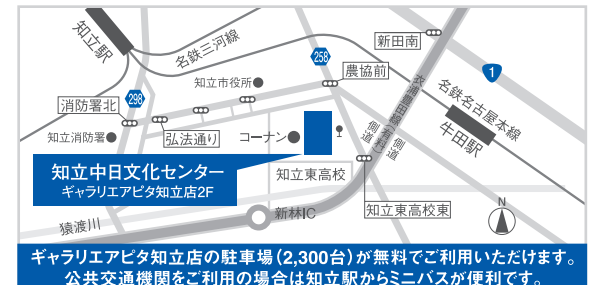 知立駅
名鉄三河線
258
新田南
1
知立市役所
農協前
298
消防署北
名鉄名古屋本線
牛田駅
知立消防署
弘法通り
コーナン
側道
(有料)
側道
知立中日文化センター
ギャラリエアピタ知立店2F
知立東高校
知立東高校東
猿渡川
新林IC
N
ギャラリエアピタ知立店の駐車場(2,300台)が無料でご利用いただけます。
公共交通機関をご利用の場合は知立駅からミニバスが便利です。